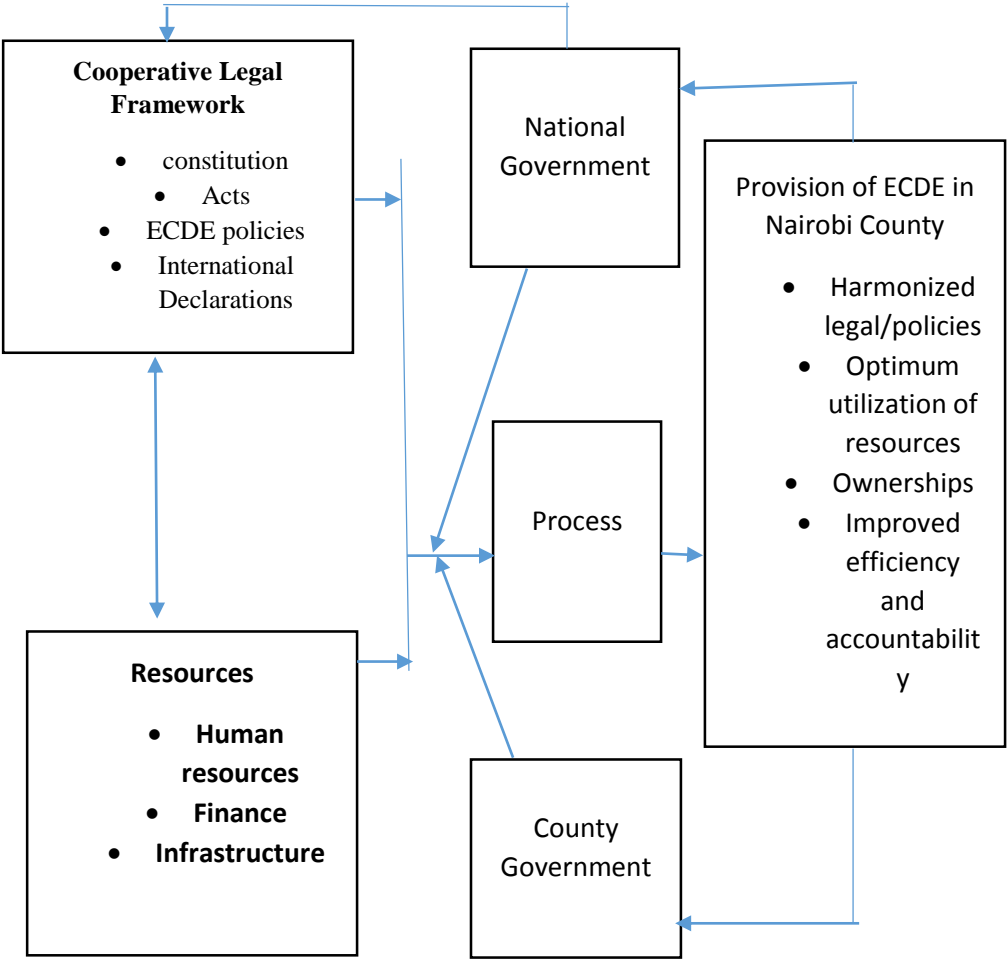 Cooperative Legal
Framework
• constitution
• Acts
• ECDE policies
• International
Declarations
National
Government
Provision of ECDE in
Nairobi County
• Harmonized
legal/policies
• Optimum
utilization of
resources
• Ownerships
• Improved
efficiency
and
accountabilit
y
Process
Resources
• Human
resources
• Finance
• Infrastructure
County
Government